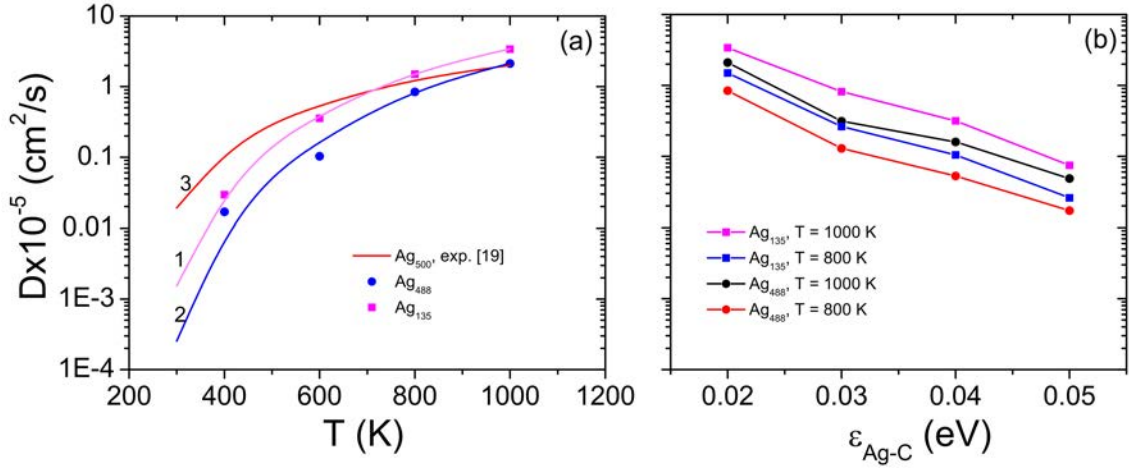 Dx10-5 (cm2/s)
10
1
0.1
0.01
1E-3
1E-4
(a)
3
1
2
Ag500, exp. [19]
Ag488
Ag135
200 400 600 800 1000 1200
T (K)
(b)
Ag135, T = 1000 K
Ag135, T = 800 K
Ag488, T = 1000 K
Ag488, T = 800 K
0.02 0.03 0.04 0.05
εAg-C (eV)